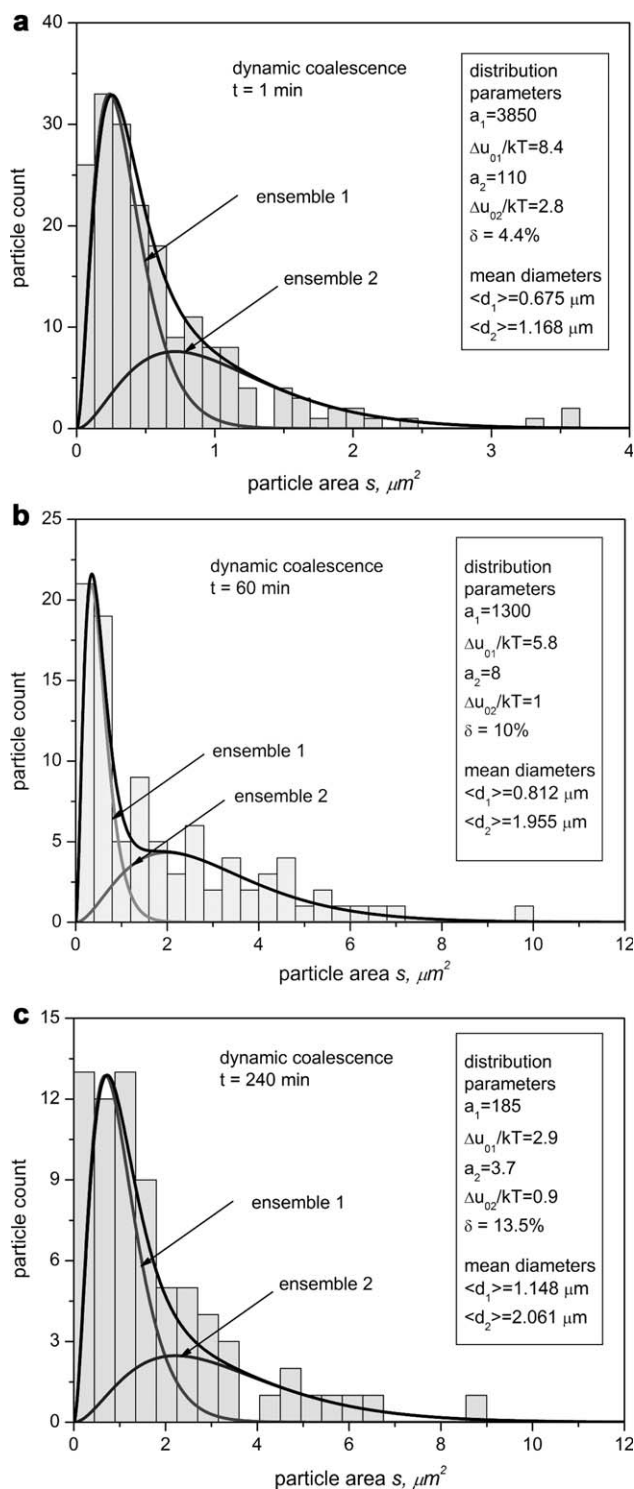 a
particle count
40
30
20
10
0
dynamic coalescence
t = 1 min
ensemble 1
ensemble 2
distribution
parameters
a₁=3850
Δu₀₁/kT=8.4
a₂=110
Δu₀₂/kT=2.8
δ = 4.4%
mean diameters
<d₁>=0.675 μm
<d₂>=1.168 μm
0 1 2 3 4
particle area s, μm²
b
particle count
25
20
15
10
5
0
dynamic coalescence
t = 60 min
ensemble 1
ensemble 2
distribution
parameters
a₁=1300
Δu₀₁/kT=5.8
a₂=8
Δu₀₂/kT=1
δ = 10%
mean diameters
<d₁>=0.812 μm
<d₂>=1.955 μm
0 2 4 6 8 10 12
particle area s, μm²
c
particle count
15
12
9
6
3
0
dynamic coalescence
t = 240 min
ensemble 1
ensemble 2
distribution
parameters
a₁=185
Δu₀₁/kT=2.9
a₂=3.7
Δu₀₂/kT=0.9
δ = 13.5%
mean diameters
<d₁>=1.148 μm
<d₂>=2.061 μm
0 2 4 6 8 10 12
particle area s, μm²